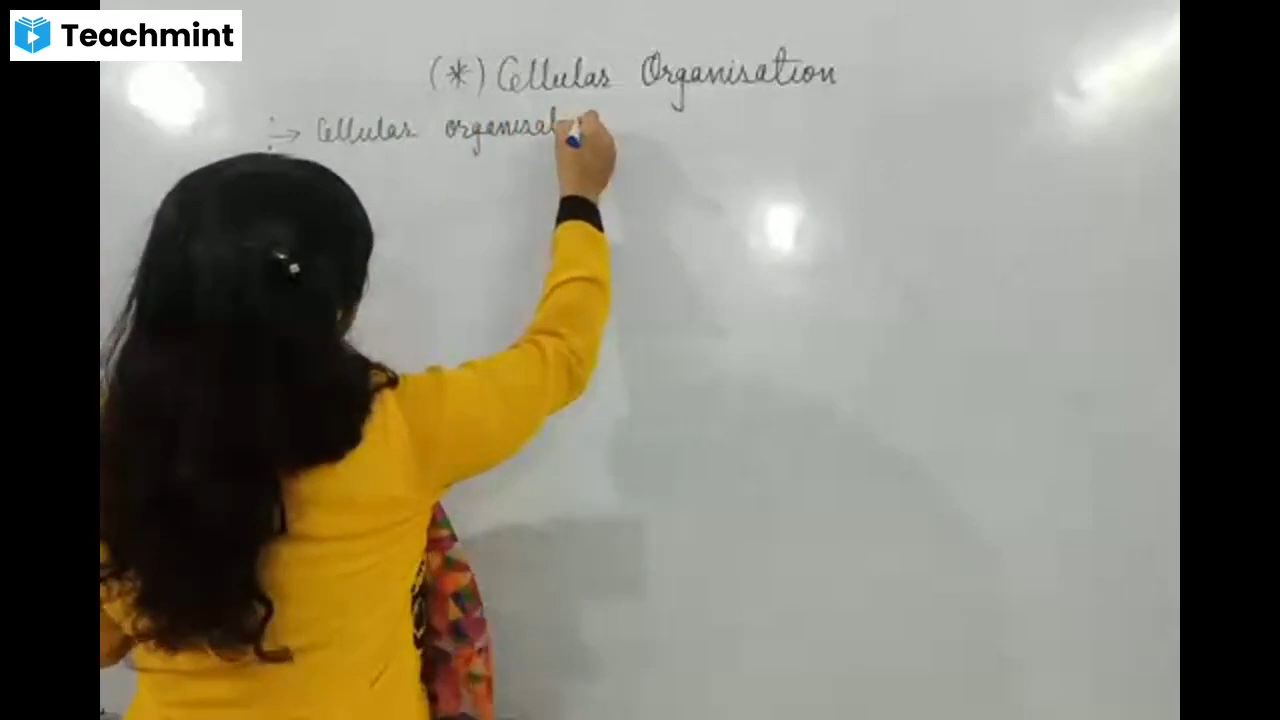 Teachmint
(*) Cellular Organisation
:→ Cellular organisat